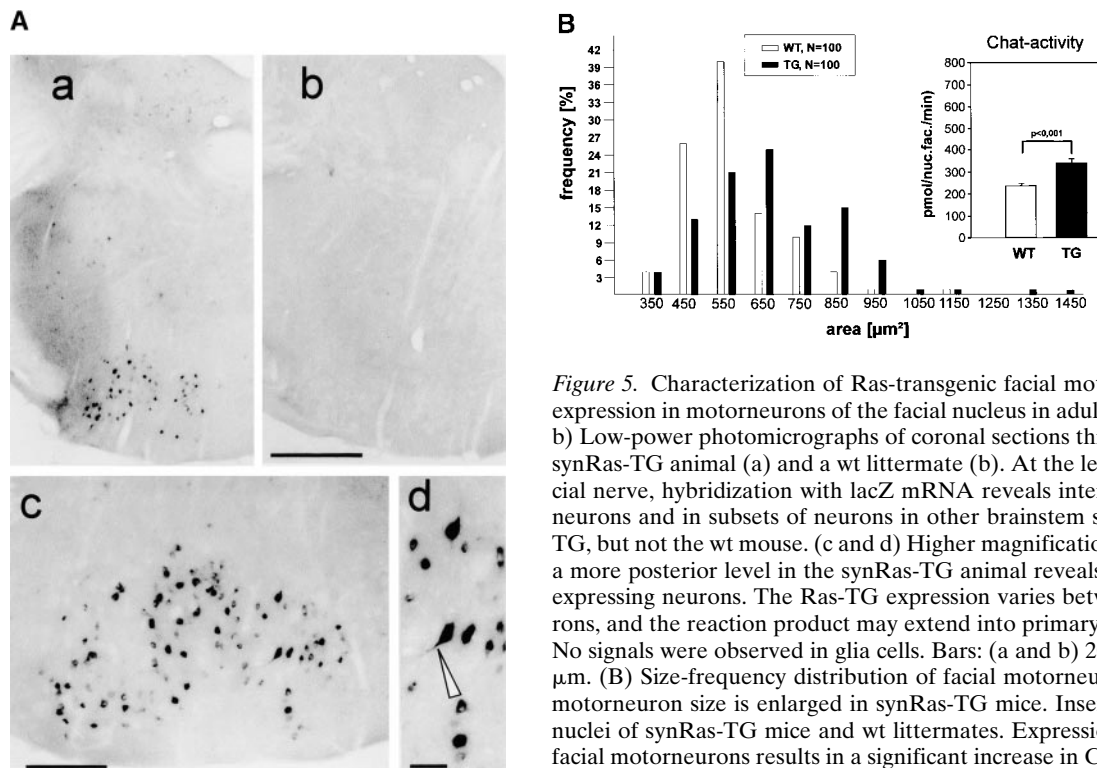 A
a
b
c
d
B
WT, N=100
TG, N=100
frequency [%]
42
39
36
33
30
27
24
21
18
15
12
9
6
3
350 450 550 650 750 850 950 1050 1150 1250 1350 1450
area [µm²]
Chat-activity
pmol/nuc.fac./min)
800
700
600
500
400
300
200
100
0
p<0,001
WT TG
Figure 5. Characterization of Ras-transgenic facial mot
expression in motorneurons of the facial nucleus in adul
b) Low-power photomicrographs of coronal sections th
synRas-TG animal (a) and a wt littermate (b). At the le
cial nerve, hybridization with lacZ mRNA reveals inter
neurons and in subsets of neurons in other brainstem s
TG, but not the wt mouse. (c and d) Higher magnificatio
a more posterior level in the synRas-TG animal reveals
expressing neurons. The Ras-TG expression varies betv
rons, and the reaction product may extend into primary
No signals were observed in glia cells. Bars: (a and b) 2
µm. (B) Size-frequency distribution of facial motorneu
motorneuron size is enlarged in synRas-TG mice. Inse
nuclei of synRas-TG mice and wt littermates. Expressio
facial motorneurons results in a significant increase in C